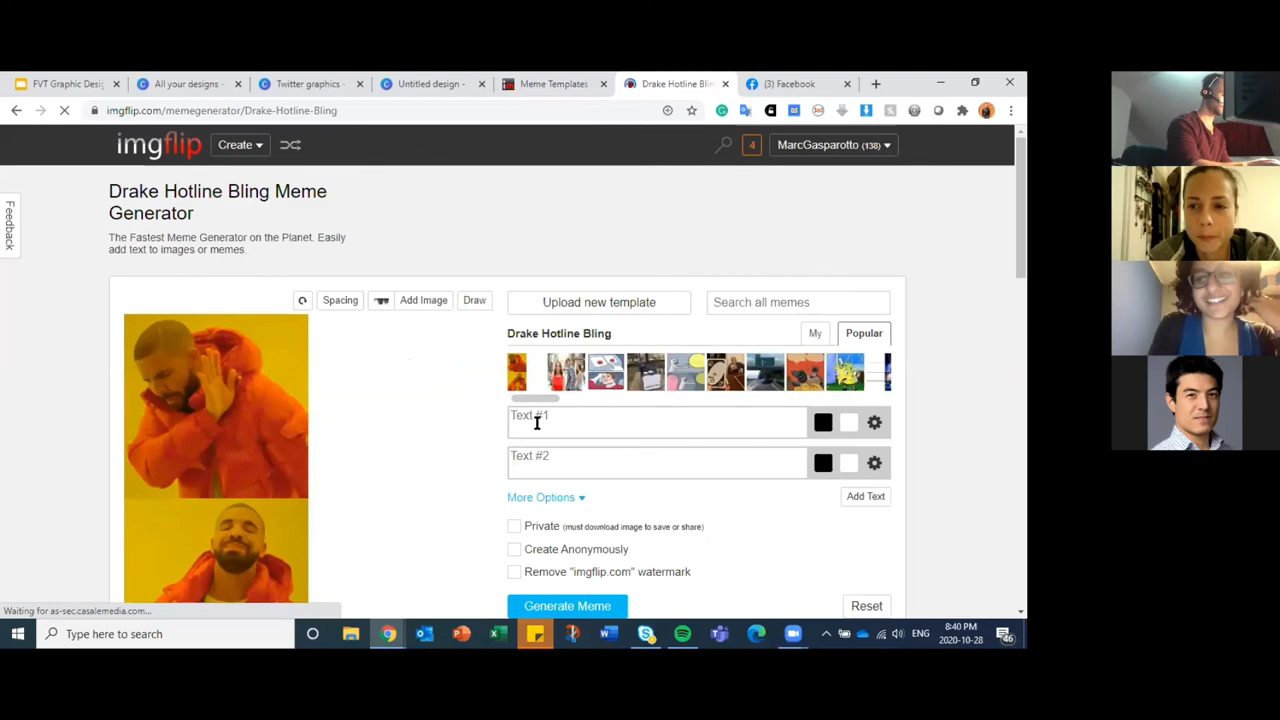 FVT Graphic Desig
All your designs -
Twitter graphics -
Untitled design -
Meme Templates
Drake Hotline Blin
(3) Facebook
imgflip.com/memegenerator/Drake-Hotline-Bling
imgflip
Create
4
MarcGasparotto (138)
Feedback
Drake Hotline Bling Meme
Generator
The Fastest Meme Generator on the Planet. Easily
add text to images or memes.
Spacing
Add Image
Draw
Upload new template
Search all memes
Drake Hotline Bling
My
Popular
Text #1
Text #2
More Options
Add Text
Private (must download image to save or share)
Create Anonymously
Remove "imgflip.com" watermark
Generate Meme
Reset
Waiting for as-sec.casalemedia.com...
Type here to search
ENG
8:40 PM
2020-10-28
46